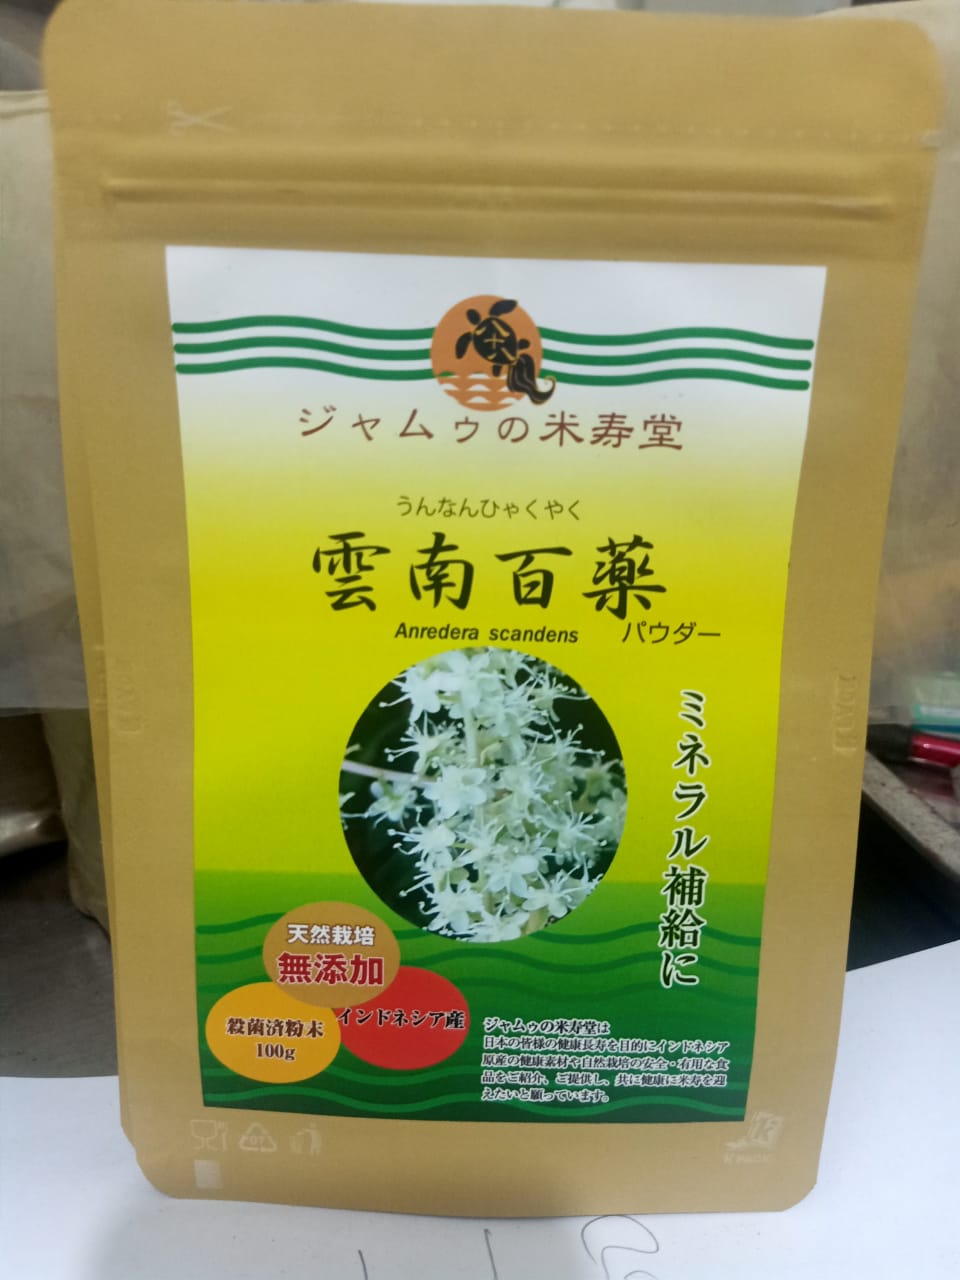 八十八
ジャムゥの米寿堂
うんなんひゃくやく
雲南百薬
Anredera scandens パウダー
ミネラル補給に
天然栽培
無添加
殺菌済粉末
100g
インドネシア産
ジャムゥの米寿堂は
日本の皆様の健康長寿を目的にインドネシア
原産の健康素材や自然栽培の安全・有用な食
品をご紹介、ご提供し、共に健康に米寿を迎
えたいと願っています。